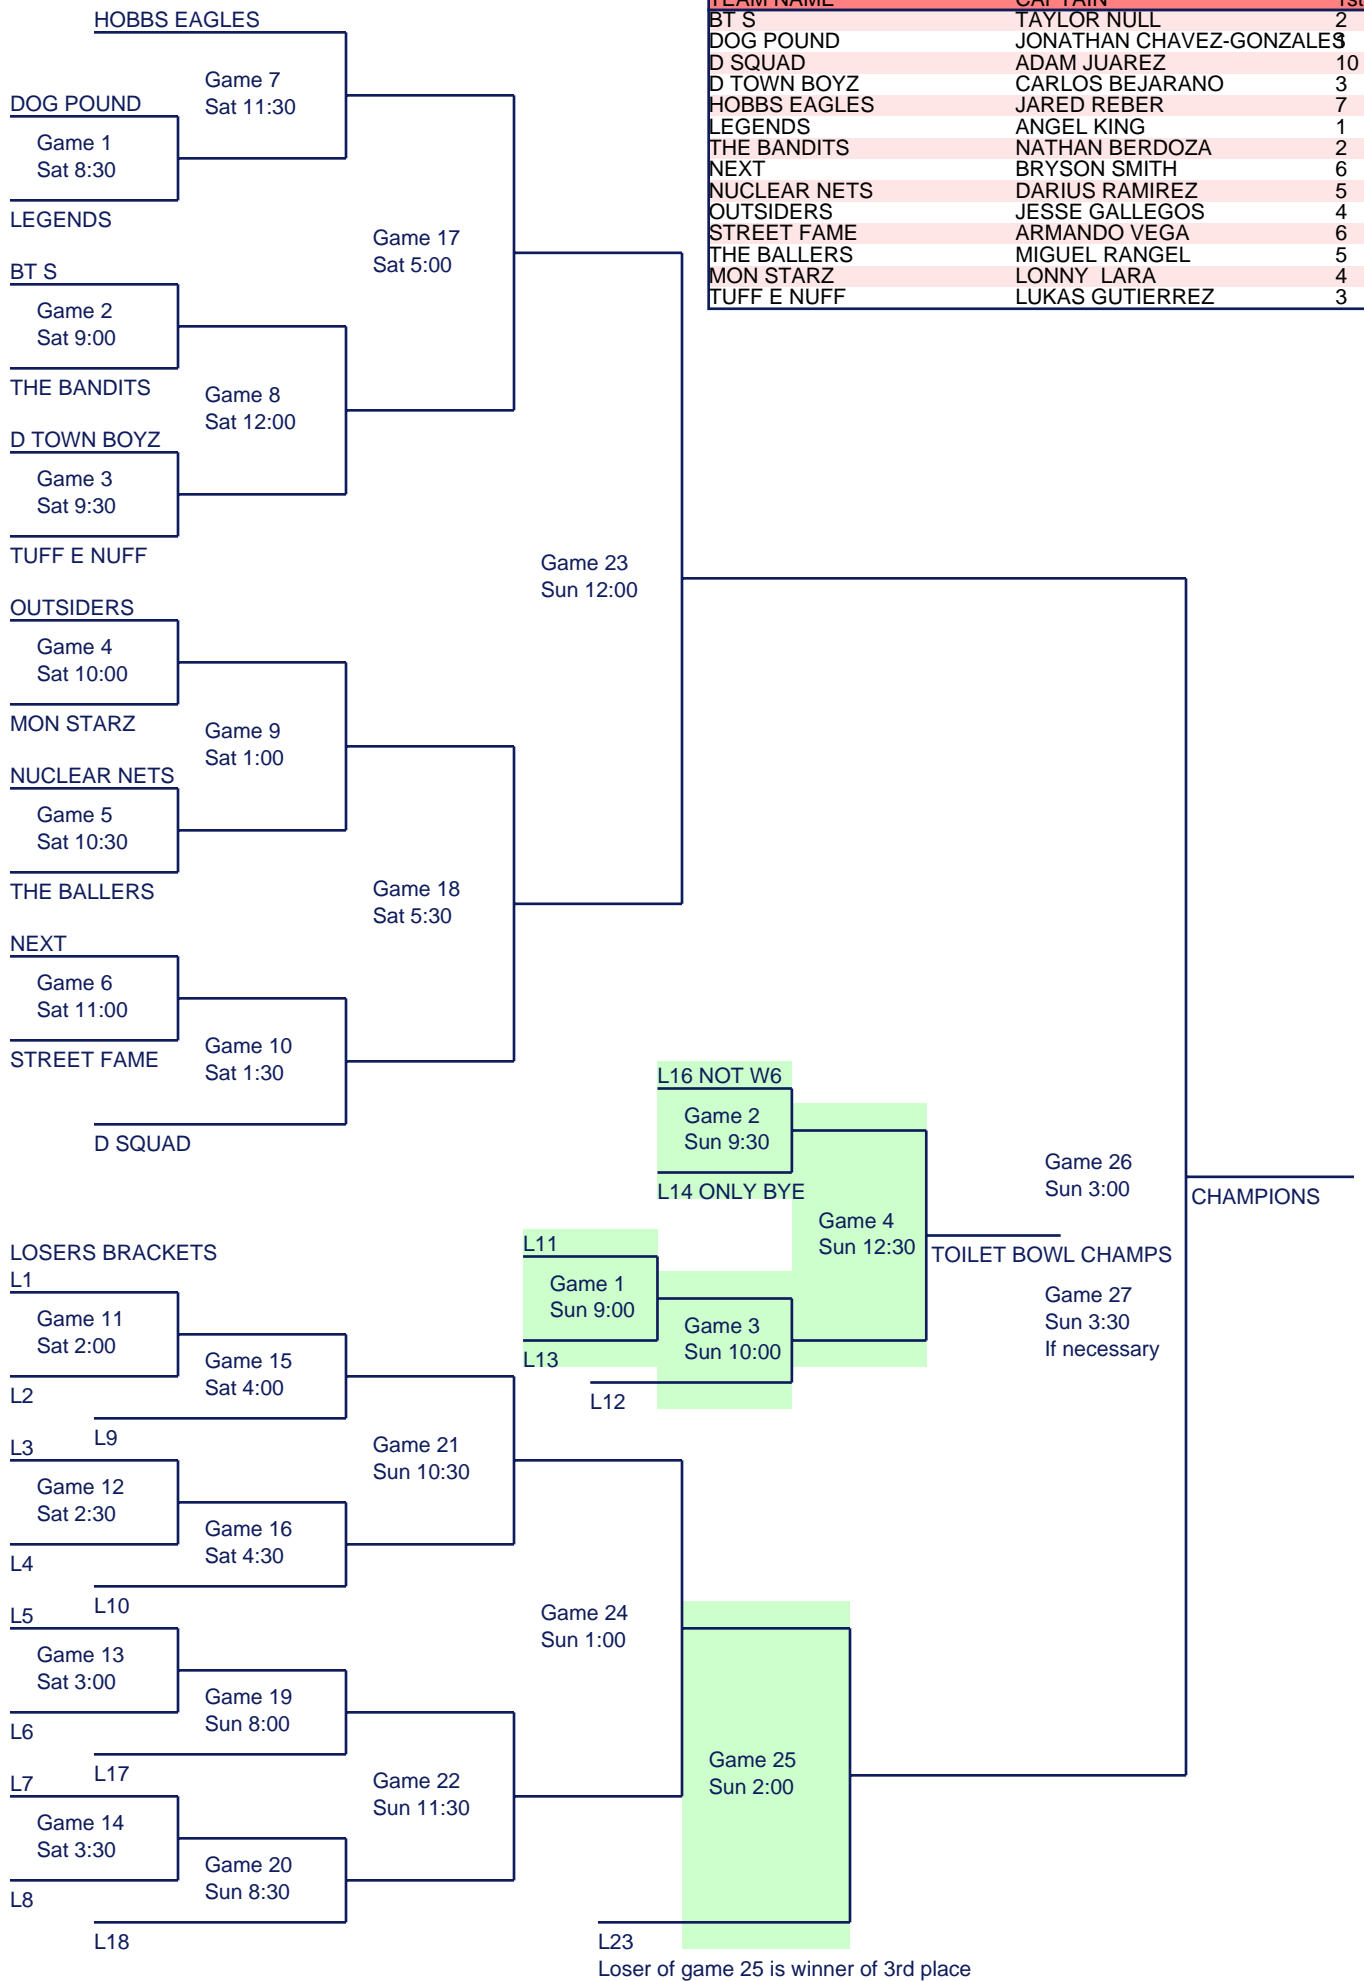 TEAM NAME CAPTAIN 1st
BT S TAYLOR NULL 2
DOG POUND JONATHAN CHAVEZ-GONZALES
D SQUAD ADAM JUAREZ 10
D TOWN BOYZ CARLOS BEJARANO 3
HOBBS EAGLES JARED REBER 7
LEGENDS ANGEL KING 1
THE BANDITS NATHAN BERDOZA 2
NEXT BRYSON SMITH 6
NUCLEAR NETS DARIUS RAMIREZ 5
OUTSIDERS JESSE GALLEGOS 4
STREET FAME ARMANDO VEGA 6
THE BALLERS MIGUEL RANGEL 5
MON STARZ LONNY LARA 4
TUFF E NUFF LUKAS GUTIERREZ 3
HOBBS EAGLES
Game 7
Sat 11:30
DOG POUND
Game 1
Sat 8:30
LEGENDS
Game 17
Sat 5:00
BT S
Game 2
Sat 9:00
THE BANDITS
Game 8
Sat 12:00
D TOWN BOYZ
Game 3
Sat 9:30
TUFF E NUFF
Game 23
Sun 12:00
OUTSIDERS
Game 4
Sat 10:00
MON STARZ
Game 9
Sat 1:00
NUCLEAR NETS
Game 5
Sat 10:30
THE BALLERS
Game 18
Sat 5:30
NEXT
Game 6
Sat 11:00
STREET FAME
Game 10
Sat 1:30
D SQUAD
L16 NOT W6
Game 2
Sun 9:30
L14 ONLY BYE
Game 26
Sun 3:00
CHAMPIONS
Game 4
Sun 12:30
TOILET BOWL CHAMPS
L11
Game 1
Sun 9:00
L13
Game 3
Sun 10:00
L12
Game 27
Sun 3:30
If necessary
LOSERS BRACKETS
L1
Game 11
Sat 2:00
L2
Game 15
Sat 4:00
L9
Game 21
Sun 10:30
L3
Game 12
Sat 2:30
L4
Game 16
Sat 4:30
L10
Game 24
Sun 1:00
L5
Game 13
Sat 3:00
L6
Game 19
Sun 8:00
L17
Game 22
Sun 11:30
Game 25
Sun 2:00
L7
Game 14
Sat 3:30
L8
Game 20
Sun 8:30
L18
L23
Loser of game 25 is winner of 3rd place